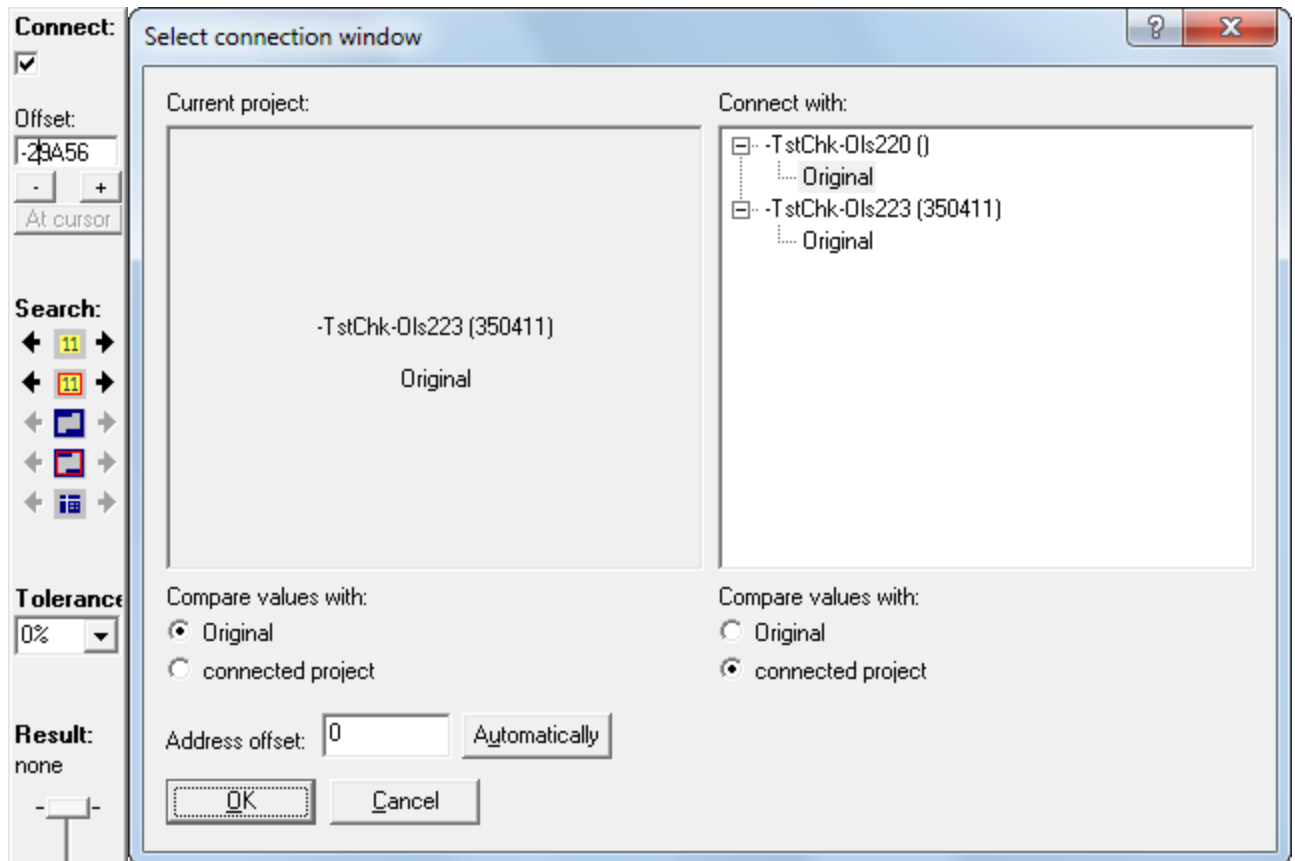 Connect:
Offset:
-29A56
- +
At cursor
Search:
11
11
Tolerance
0%
Result:
none
Select connection window
?
Current project:
-TstChk-Ols223 (350411)
Original
Connect with:
-TstChk-Ols220 ()
Original
-TstChk-Ols223 (350411)
Original
Compare values with:
Original
connected project
Compare values with:
Original
connected project
Address offset: 0 Automatically
OK Cancel